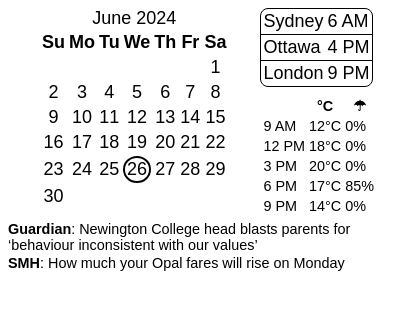 June 2024
Su Mo Tu We Th Fr Sa
1
2 3 4 5 6 7 8
9 10 11 12 13 14 15
16 17 18 19 20 21 22
23 24 25 26 27 28 29
30
Sydney 6 AM
Ottawa 4 PM
London 9 PM
°C ☂
9 AM 12°C 0%
12 PM 18°C 0%
3 PM 20°C 0%
6 PM 17°C 85%
9 PM 14°C 0%
Guardian: Newington College head blasts parents for
‘behaviour inconsistent with our values’
SMH: How much your Opal fares will rise on Monday